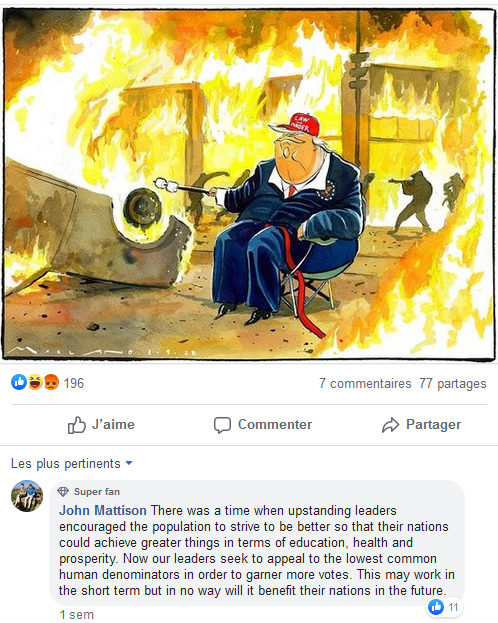 LAW
ORDER
196
7 commentaires 77 partages
J'aime
Commenter
Partager
Les plus pertinents
Super fan
John Mattison There was a time when upstanding leaders
encouraged the population to strive to be better so that their nations
could achieve greater things in terms of education, health and
prosperity. Now our leaders seek to appeal to the lowest common
human denominators in order to garner more votes. This may work in
the short term but in no way will it benefit their nations in the future.
11
1 sem